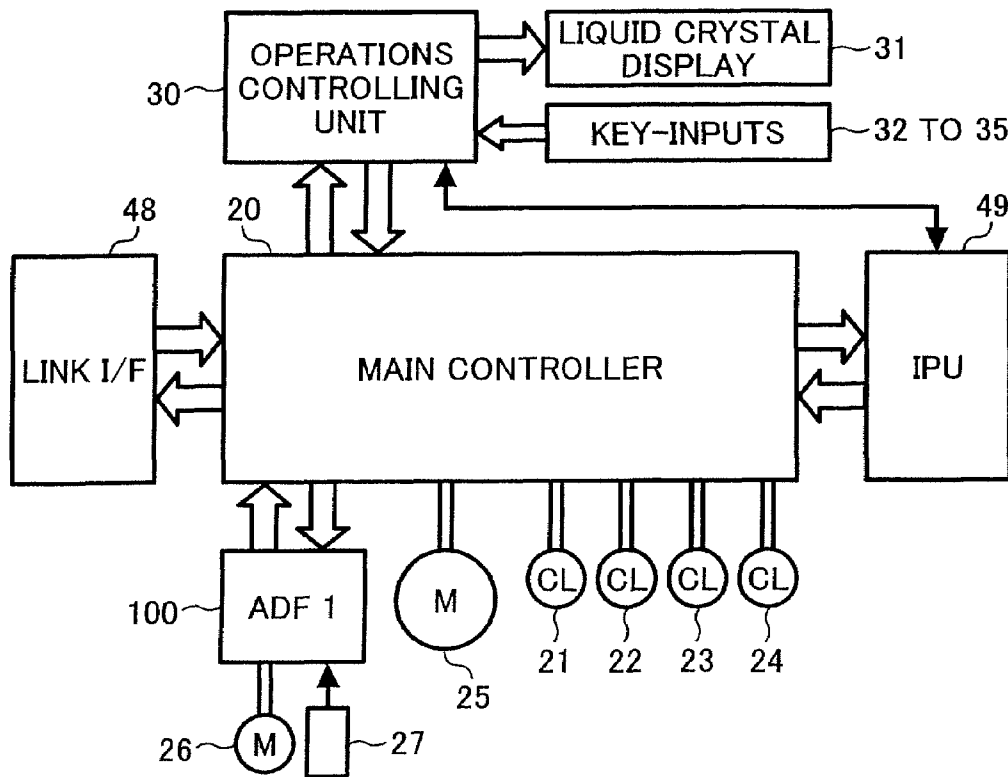 OPERATIONS
CONTROLLING
UNIT
30
LIQUID CRYSTAL
DISPLAY
31
KEY-INPUTS
32 TO 35
48
20
49
LINK I/F
MAIN CONTROLLER
IPU
100
ADF 1
M
CL
CL
CL
CL
25
21
22
23
24
26
M
27